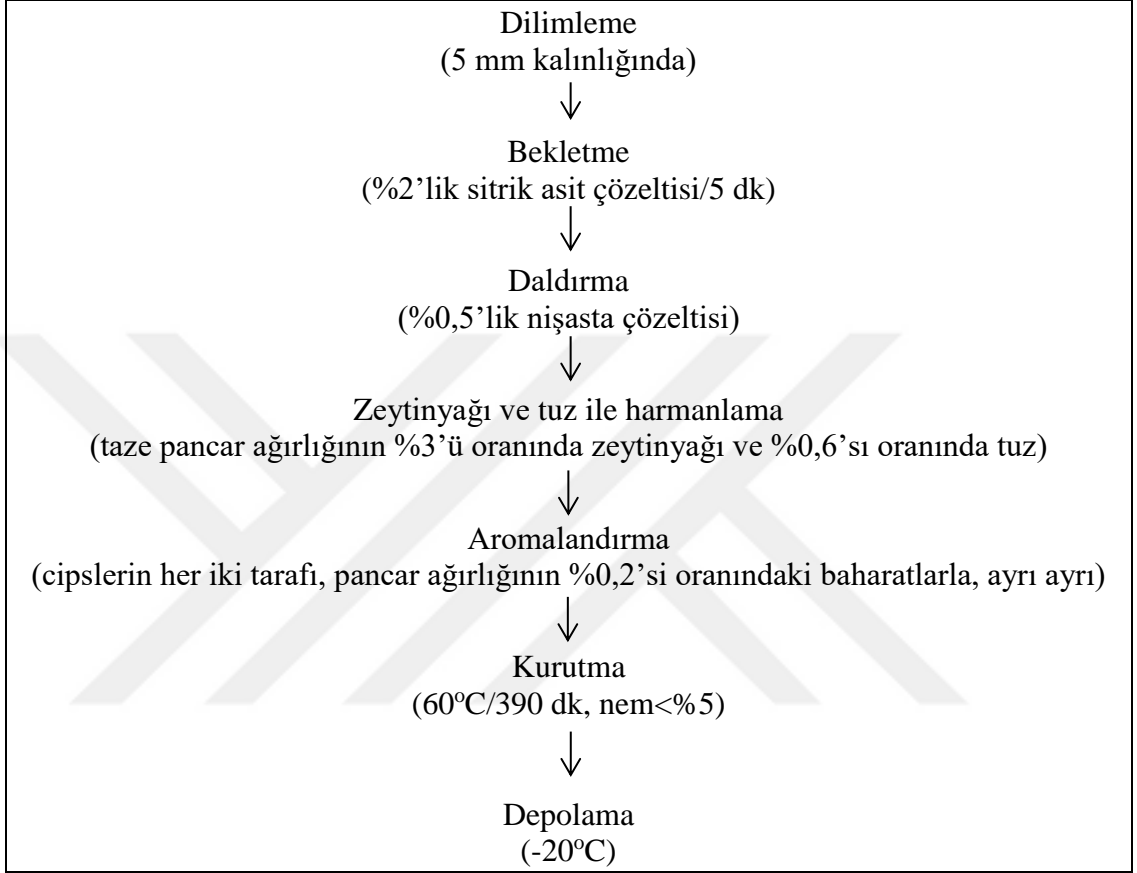 Dilimleme
(5 mm kalınlığında)
Bekletme
(%2’lik sitrik asit çözeltisi/5 dk)
Daldırma
(%0,5’lik nişasta çözeltisi)
Zeytinyağı ve tuz ile harmanlama
(taze pancar ağırlığının %3’ü oranında zeytinyağı ve %0,6’sı oranında tuz)
Aromalandırma
(cipslerin her iki tarafı, pancar ağırlığının %0,2’si oranındaki baharatlarla, ayrı ayrı)
Kurutma
(60ºC/390 dk, nem<%5)
Depolama
(-20ºC)